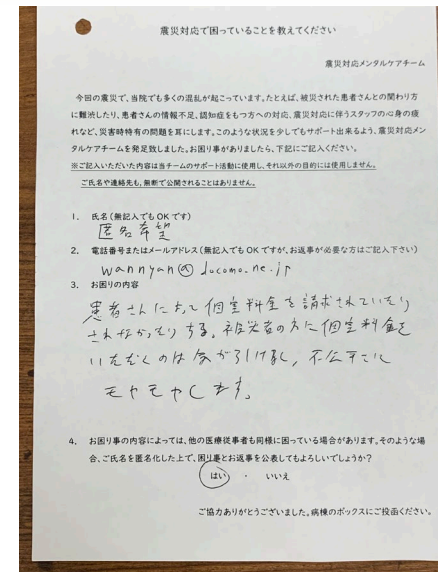 震災対応で困っていることを教えてください
震災対応メンタルケアチーム
今回の震災で、当院でも多くの混乱が起こっています。たとえば、被災された患者さんとの関わり方
に難渋したり、患者さんの情報不足、認知症をもつ方への対応、震災対応に伴うスタッフの心身の疲
れなど、災害時特有の問題を耳にします。このような状況を少しでもサポート出来るよう、震災対応メン
タルケアチームを発足致しました。お困り事がありましたら、下記にご記入ください。
※ご記入いただいた内容は当チームのサポート活動に使用し、それ以外の目的には使用しません。
ご氏名や連絡先も、無断で公開されることはありません。
1. 氏名(無記入でもOKです)
匿名希望
2. 電話番号またはメールアドレス(無記入でもOKですが、お返事が必要な方はご記入下さい)
wannyan@docomo.ne.jp
3. お困りの内容
患者さんによって個室料金を請求されていたり
されなかったりする。被災者の方に個室料金を
いただくのは気が引けるし、不公平さに
モヤモヤします。
4. お困り事の内容によっては、他の医療従事者も同様に困っている場合があります。そのような場
合、ご氏名を匿名化した上で、困り事とお返事を公表してもよろしいでしょうか?
はい ・ いいえ
ご協力ありがとうございました。病棟のボックスにご投函ください。